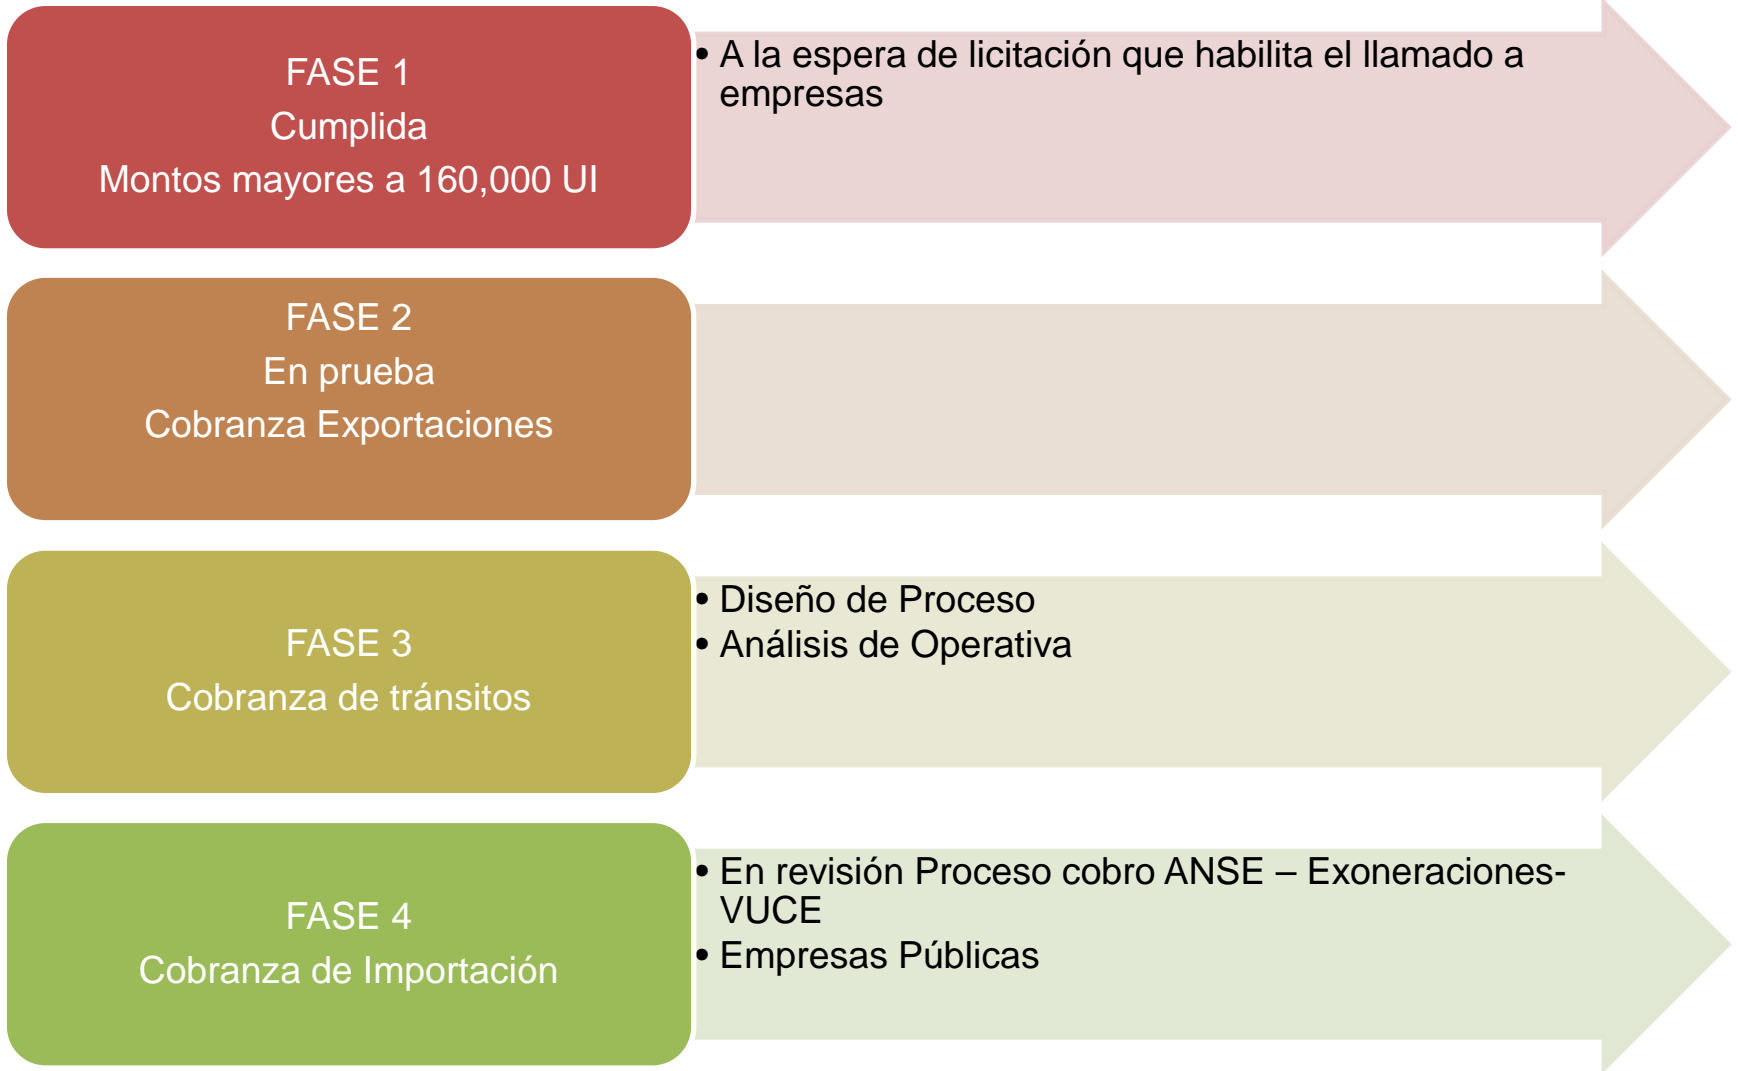 FASE 1
Cumplida
Montos mayores a 160,000 UI
• A la espera de licitación que habilita el llamado a
empresas
FASE 2
En prueba
Cobranza Exportaciones
FASE 3
Cobranza de tránsitos
• Diseño de Proceso
• Análisis de Operativa
FASE 4
Cobranza de Importación
• En revisión Proceso cobro ANSE – Exoneraciones-
VUCE
• Empresas Públicas